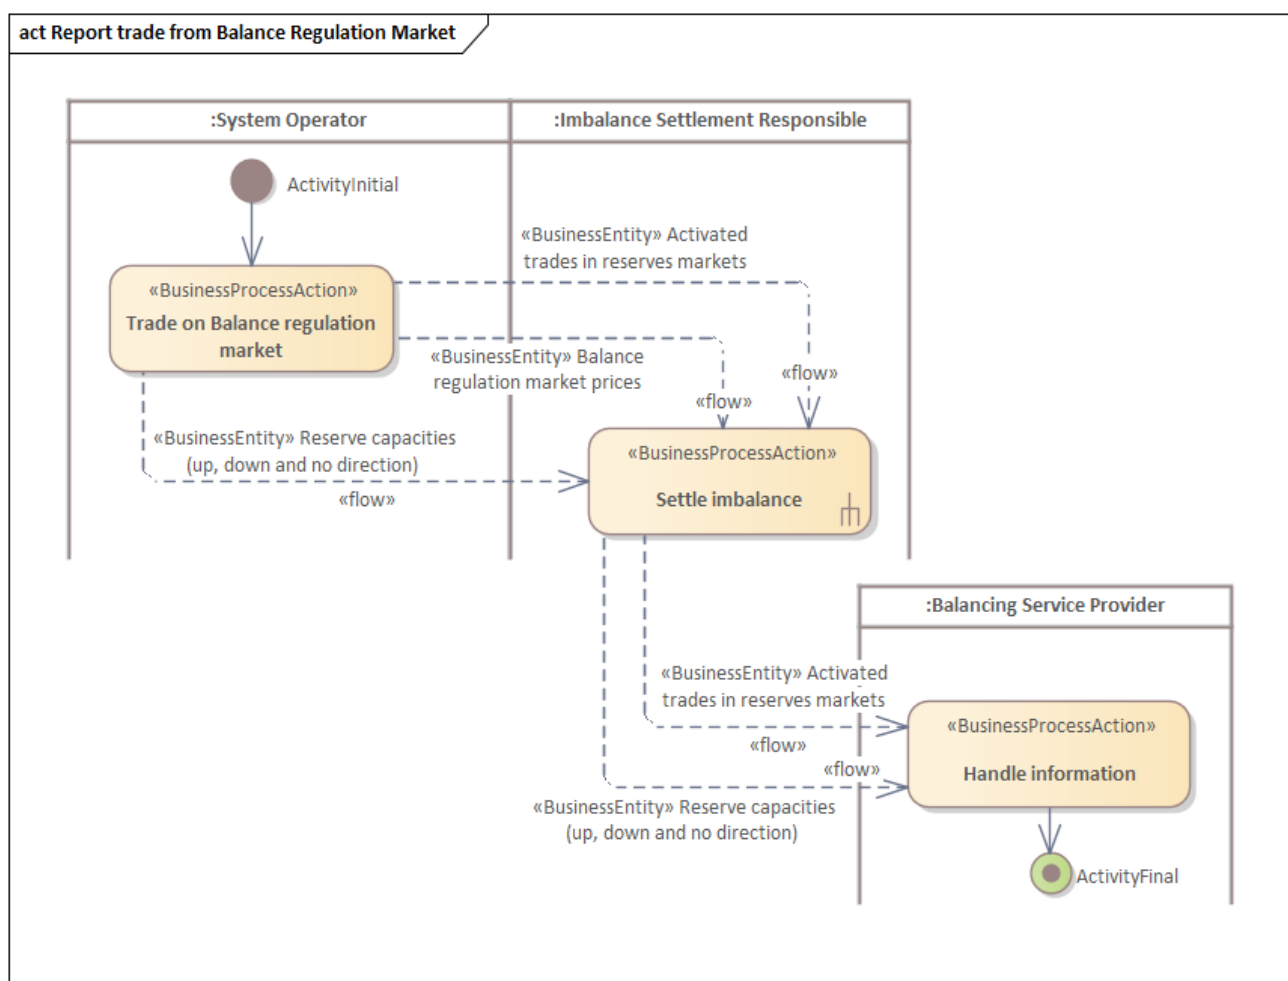 act Report trade from Balance Regulation Market
:System Operator
:Imbalance Settlement Responsible
ActivityInitial
«BusinessEntity» Activated
trades in reserves markets
«BusinessProcessAction»
Trade on Balance regulation
market
«BusinessEntity» Balance
regulation market prices
«flow»
«flow»
«BusinessEntity» Reserve capacities
(up, down and no direction)
«flow»
«BusinessProcessAction»
Settle imbalance
:Balancing Service Provider
«BusinessEntity» Activated
trades in reserves markets
«flow»
«BusinessProcessAction»
Handle information
«flow»
«BusinessEntity» Reserve capacities
(up, down and no direction)
ActivityFinal